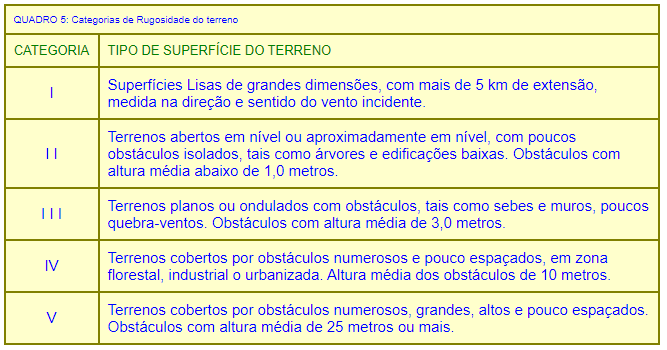 QUADRO 5: Categorias de Rugosidade do terreno
CATEGORIA TIPO DE SUPERFÍCIE DO TERRENO
I
Superfícies Lisas de grandes dimensões, com mais de 5 km de extensão,
medida na direção e sentido do vento incidente.
I I
Terrenos abertos em nível ou aproximadamente em nível, com poucos
obstáculos isolados, tais como árvores e edificações baixas. Obstáculos com
altura média abaixo de 1,0 metros.
I I I
Terrenos planos ou ondulados com obstáculos, tais como sebes e muros, poucos
quebra-ventos. Obstáculos com altura média de 3,0 metros.
IV
Terrenos cobertos por obstáculos numerosos e pouco espaçados, em zona
florestal, industrial o urbanizada. Altura média dos obstáculos de 10 metros.
V
Terrenos cobertos por obstáculos numerosos, grandes, altos e pouco espaçados.
Obstáculos com altura média de 25 metros ou mais.